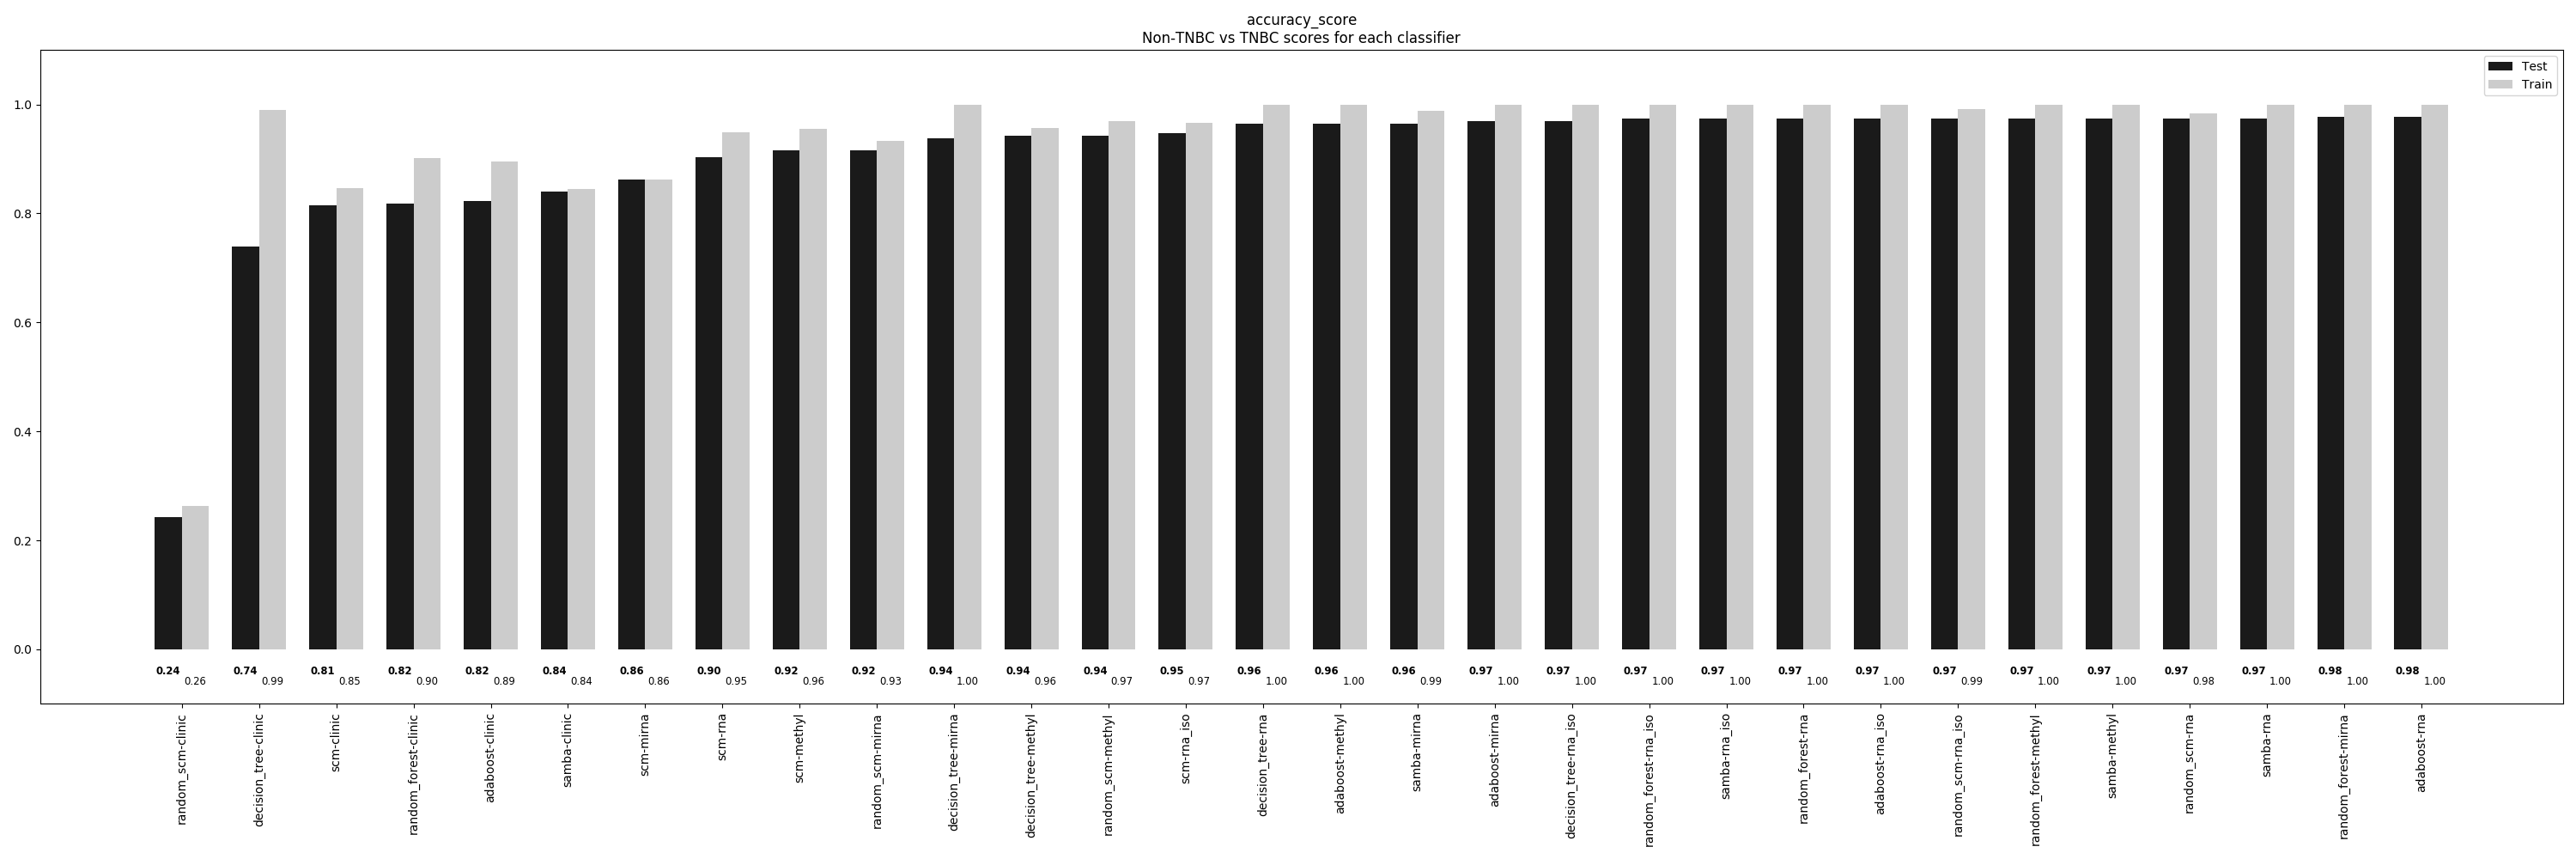 accuracy_score
Non-TNBC vs TNBC scores for each classifier
Test
Train
1.0
0.8
0.6
0.4
0.2
0.0
0.24 0.74 0.81 0.82 0.82 0.84 0.86 0.90 0.92 0.92 0.94 0.94 0.94 0.95 0.96 0.96 0.96 0.97 0.97 0.97 0.97 0.97 0.97 0.97 0.97 0.97 0.97 0.97 0.98 0.98
0.26 0.99 0.85 0.90 0.89 0.84 0.86 0.95 0.96 0.93 1.00 0.96 0.97 0.97 1.00 1.00 0.99 1.00 1.00 1.00 1.00 1.00 1.00 0.99 1.00 1.00 0.98 1.00 1.00 1.00
random_scm-clinic
decision_tree-clinic
scm-clinic
random_forest-clinic
adaboost-clinic
samba-clinic
scm-mirna
scm-rna
scm-methyl
random_scm-mirna
decision_tree-mirna
decision_tree-methyl
random_scm-methyl
scm-rna_iso
decision_tree-rna
adaboost-methyl
samba-mirna
adaboost-mirna
decision_tree-rna_iso
random_forest-rna_iso
samba-rna_iso
random_forest-rna
adaboost-rna_iso
random_scm-rna_iso
random_forest-methyl
samba-methyl
random_scm-rna
samba-rna
random_forest-mirna
adaboost-rna